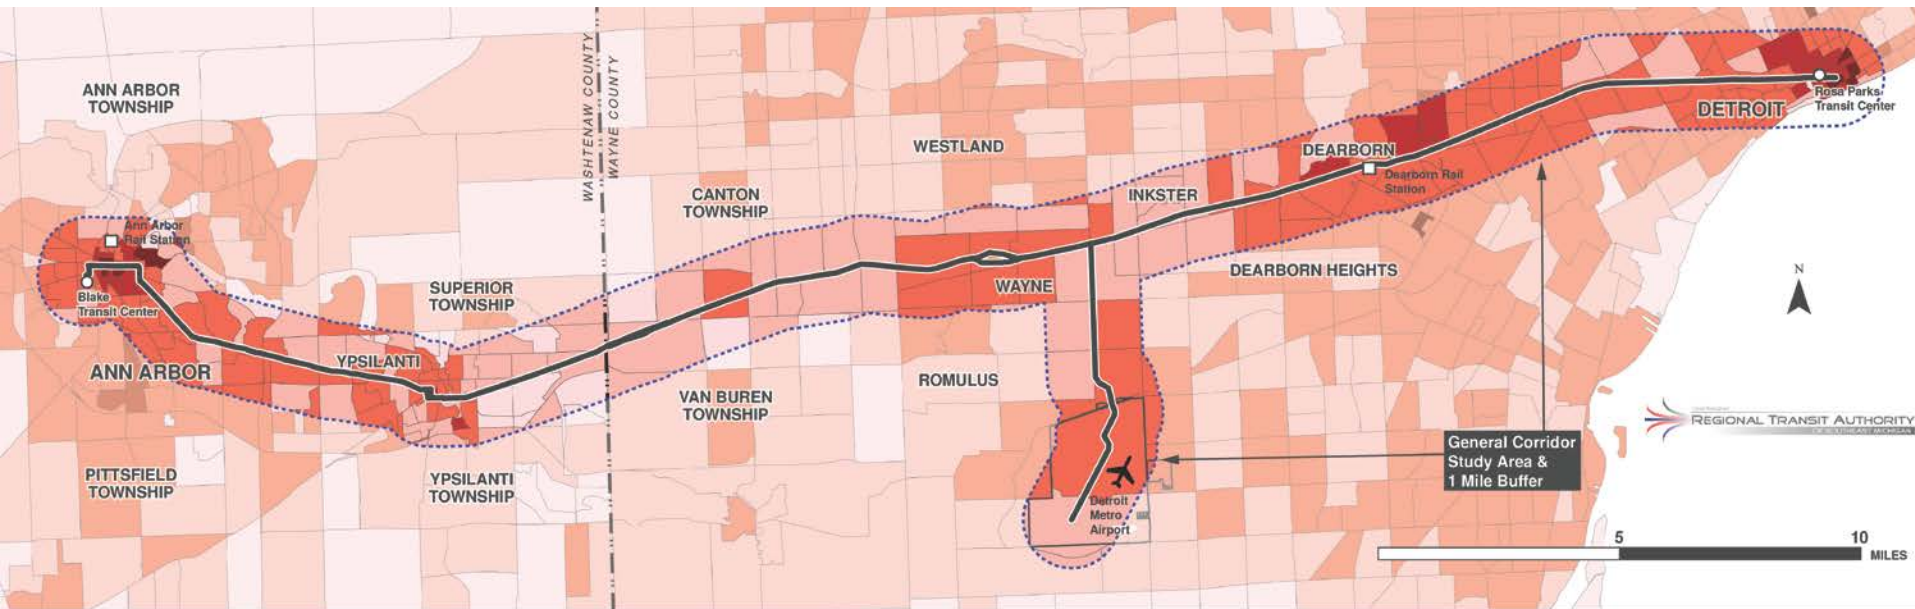 ANN ARBOR
TOWNSHIP
WASHTENAW COUNTY
WAYNE COUNTY
WESTLAND
CANTON
TOWNSHIP
INKSTER
DEARBORN
Dearborn Rail
Station
DETROIT
Rosa Parks
Transit Center
Ann Arbor
Rail Station
Blake
Transit Center
SUPERIOR
TOWNSHIP
WAYNE
DEARBORN HEIGHTS
N
ANN ARBOR
YPSILANTI
ROMULUS
VAN BUREN
TOWNSHIP
REGIONAL TRANSIT AUTHORITY
OF SOUTHEAST MICHIGAN
General Corridor
Study Area &
1 Mile Buffer
PITTSFIELD
TOWNSHIP
YPSILANTI
TOWNSHIP
Detroit
Metro
Airport
5
10
MILES